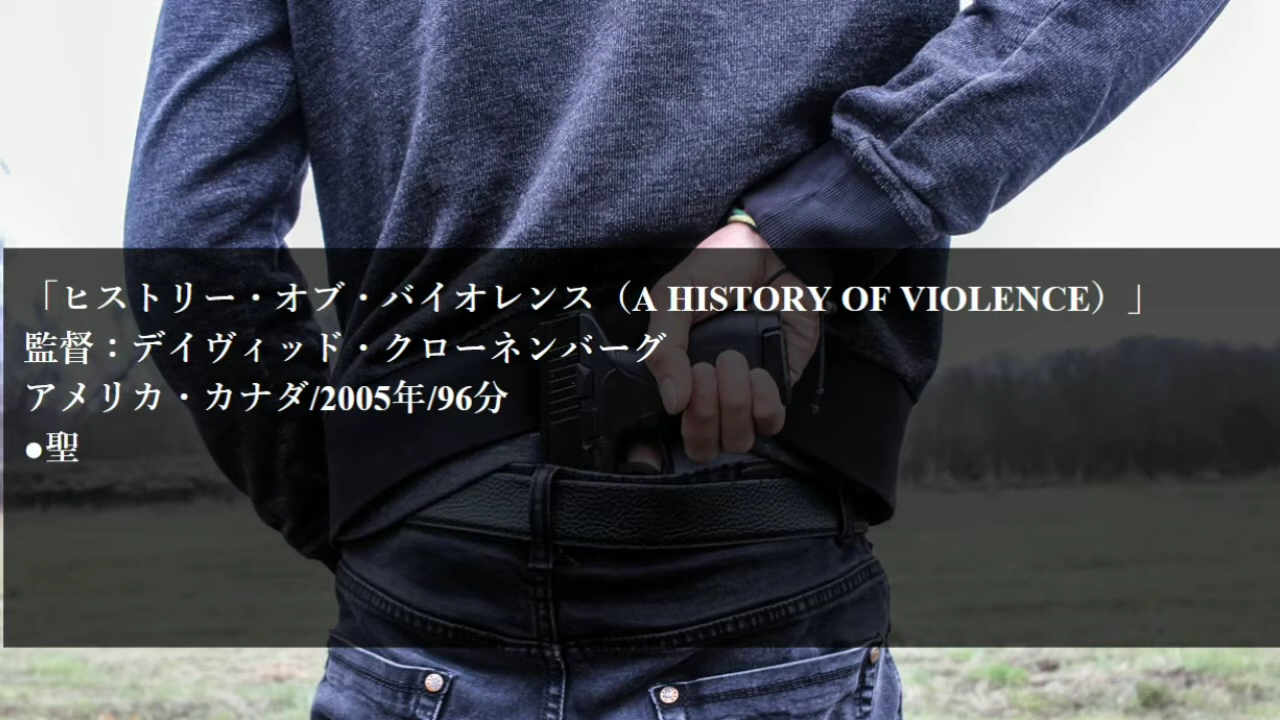 「ヒストリー・オブ・バイオレンス（A HISTORY OF VIOLENCE）」
監督：デイヴィッド・クローネンバーグ
アメリカ・カナダ/2005年/96分
●聖